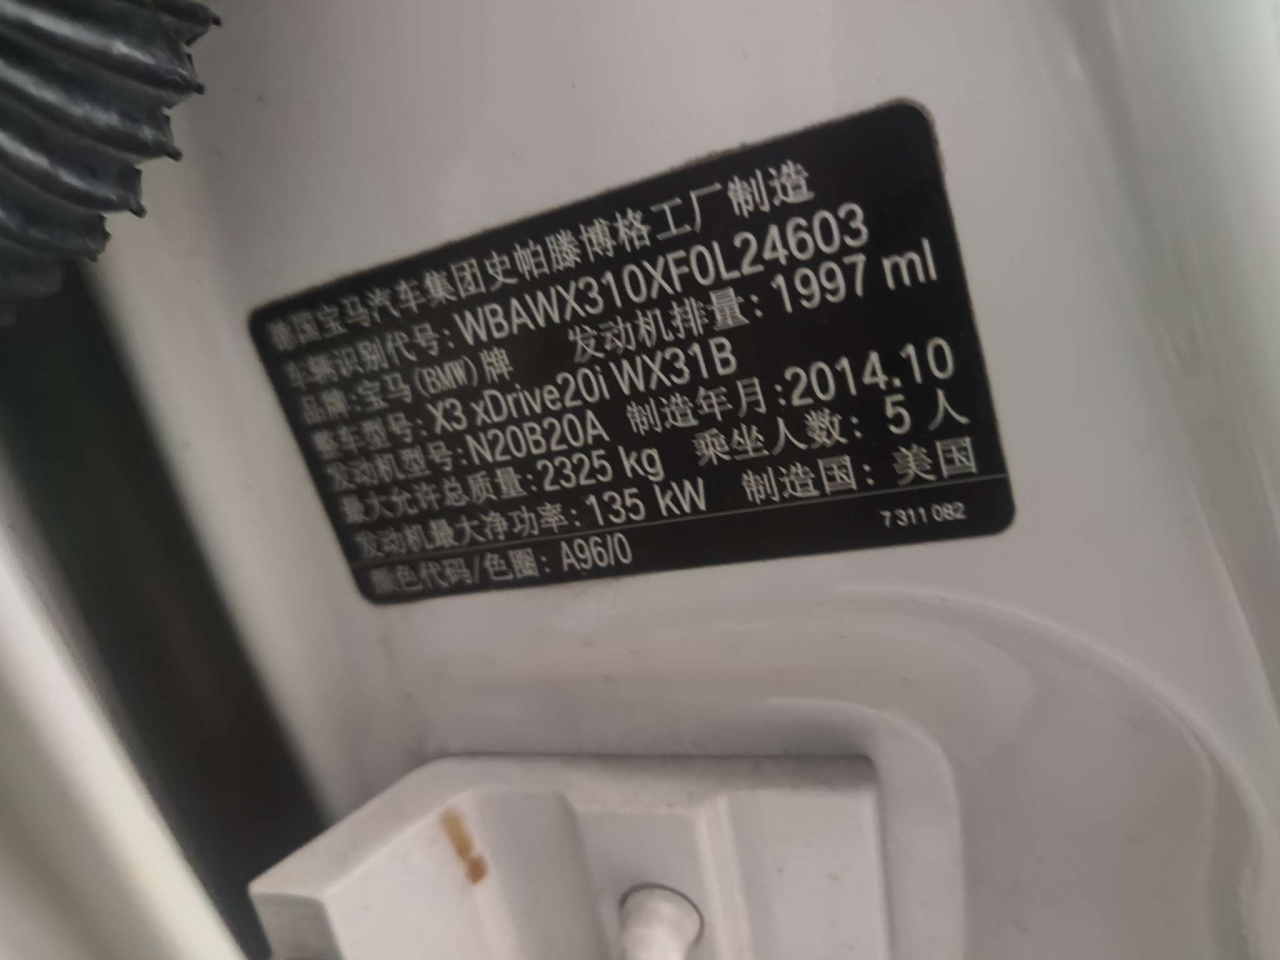 德国宝马汽车集团史帕滕博格工厂制造
车辆识别代号: WBAWX310XF0L24603
品牌:宝马(BMW)牌 发动机排量: 1997 ml
整车型号: X3 xDrive20i WX31B
发动机型号: N20B20A 制造年月:2014.10
最大允许总质量:2325 kg 乘坐人数: 5 人
发动机最大净功率:135 kW 制造国: 美国
颜色代码/色圈: A96/0 7 311 082